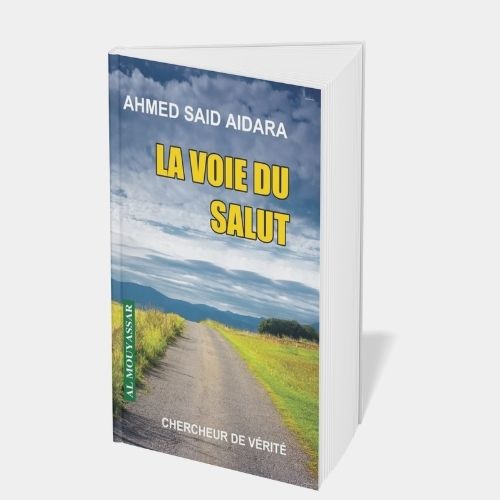 AHMED SAID AIDARA
LA VOIE DU
SALUT
AL MOUYASSAR
CHERCHEUR DE VÉRITÉ